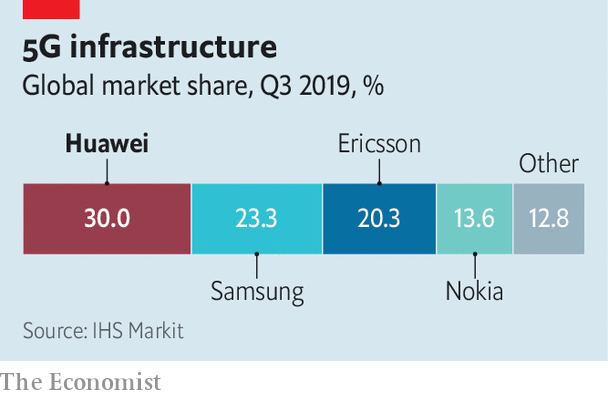 5G infrastructure
Global market share, Q3 2019, %
Huawei
Ericsson
Other
30.0
23.3
20.3
13.6
12.8
Samsung
Nokia
Source: IHS Markit
The Economist